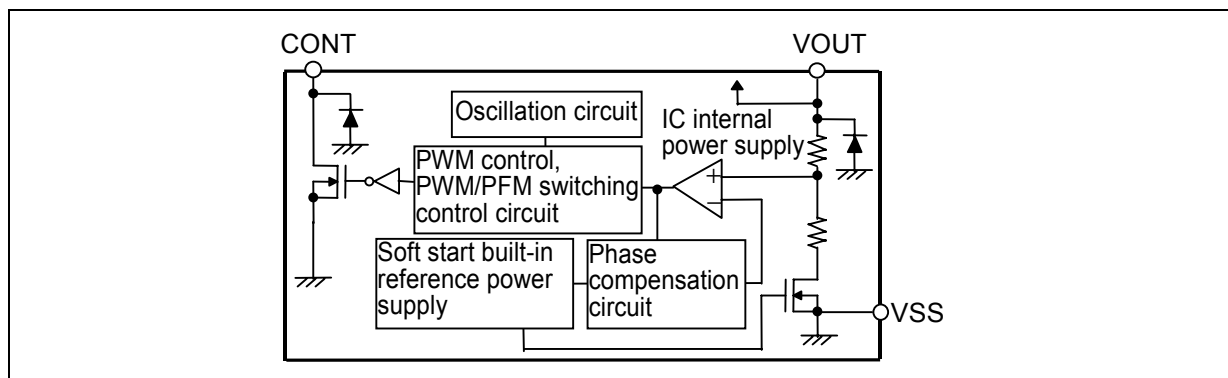 CONT
VOUT
Oscillation circuit
IC internal
power supply
PWM control,
PWM/PFM switching
control circuit
+
−
Soft start built-in
reference power
supply
Phase
compensation
circuit
VSS